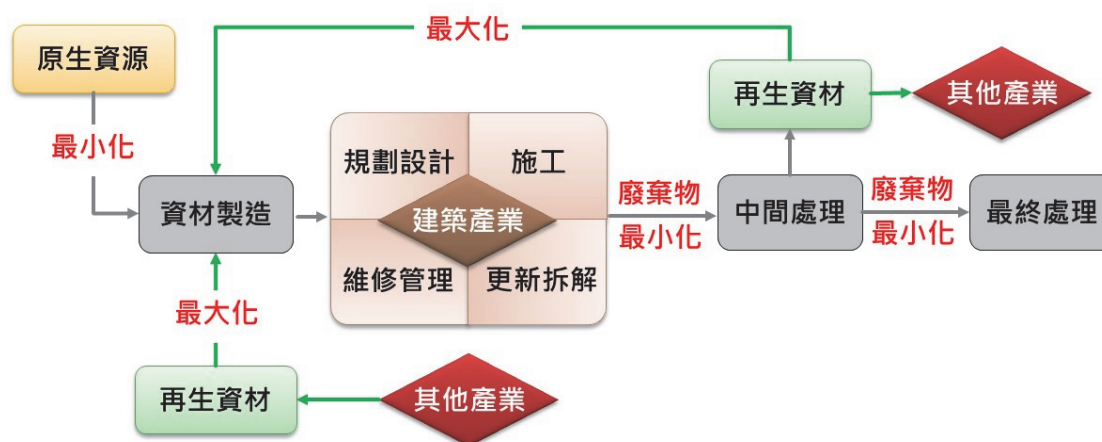 最大化
原生資源
再生資材
其他產業
最小化
規劃設計
施工
資材製造
建築產業
廢棄物
最小化
中間處理
廢棄物
最小化
最終處理
維修管理
更新拆解
最大化
再生資材
其他產業